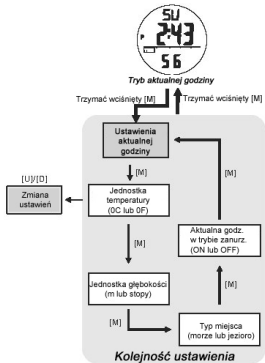 SU
P 2:43
56
Tryb aktualnej godziny
Trzymać wciśnięty [M]
Trzymać wciśnięty [M]
Ustawienia
aktualnej
godziny
[M]
[U]/[D]
Zmiana
ustawień
Jednostka
temperatury
(0C lub 0F)
[M]
Jednostka głębokości
(m lub stopy)
[M]
Typ miejsca
(morze lub jezioro)
[M]
Aktualna godz.
w trybie zanurz.
(ON lub OFF)
[M]
Kolejność ustawienia